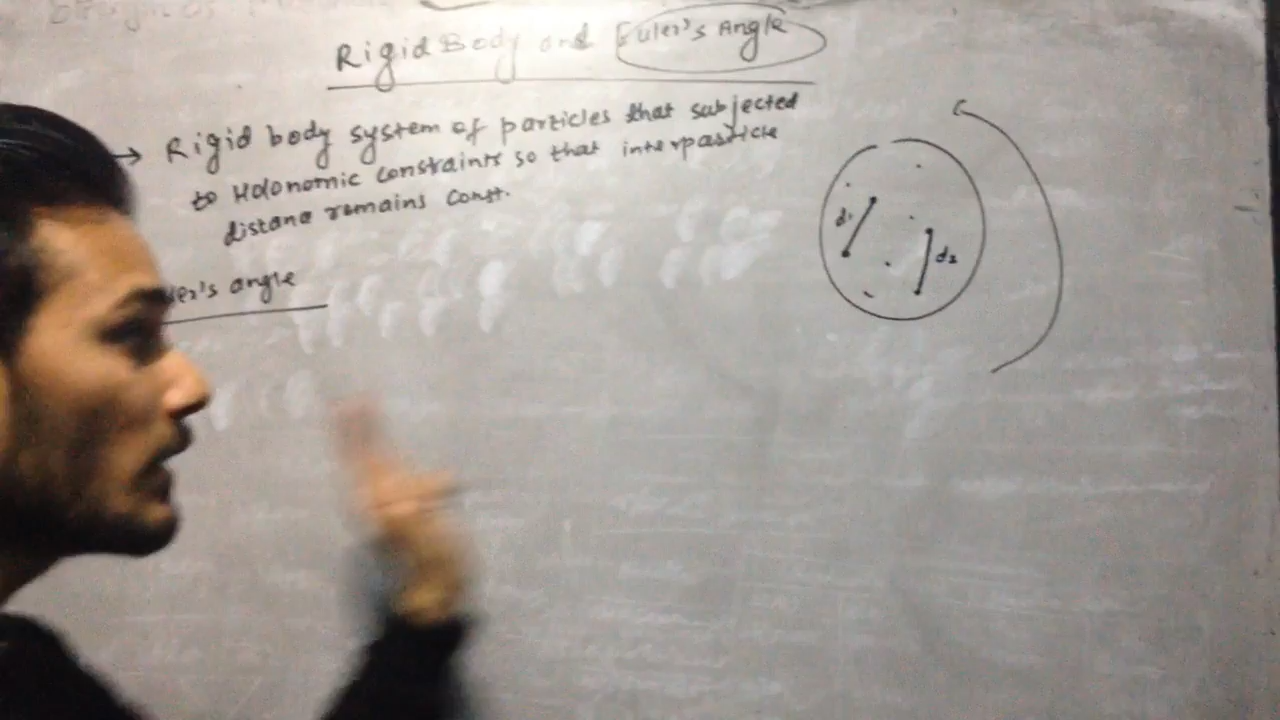 Rigid Body and Euler's Angle
→ Rigid body system of particles that subjected
to Holonomic constraints so that interparticle
distance remains const.
ler's angle
d1
d2